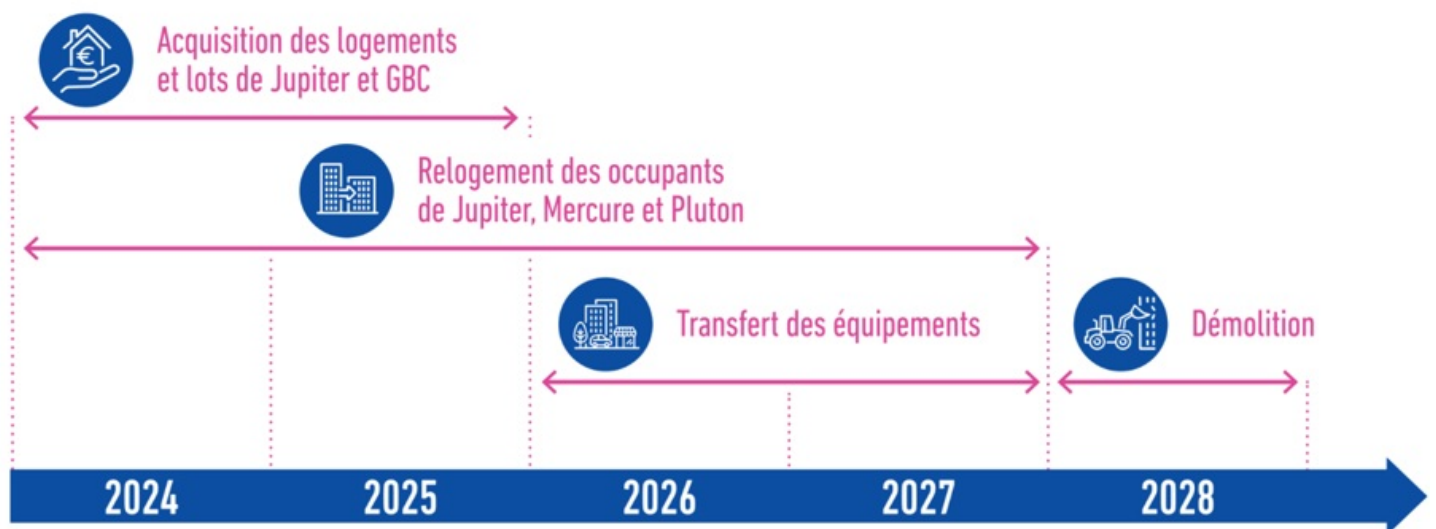 Acquisition des logements
et lots de Jupiter et GBC
Relogement des occupants
de Jupiter, Mercure et Pluton
Transfert des équipements
Démolition
2024 2025 2026 2027 2028